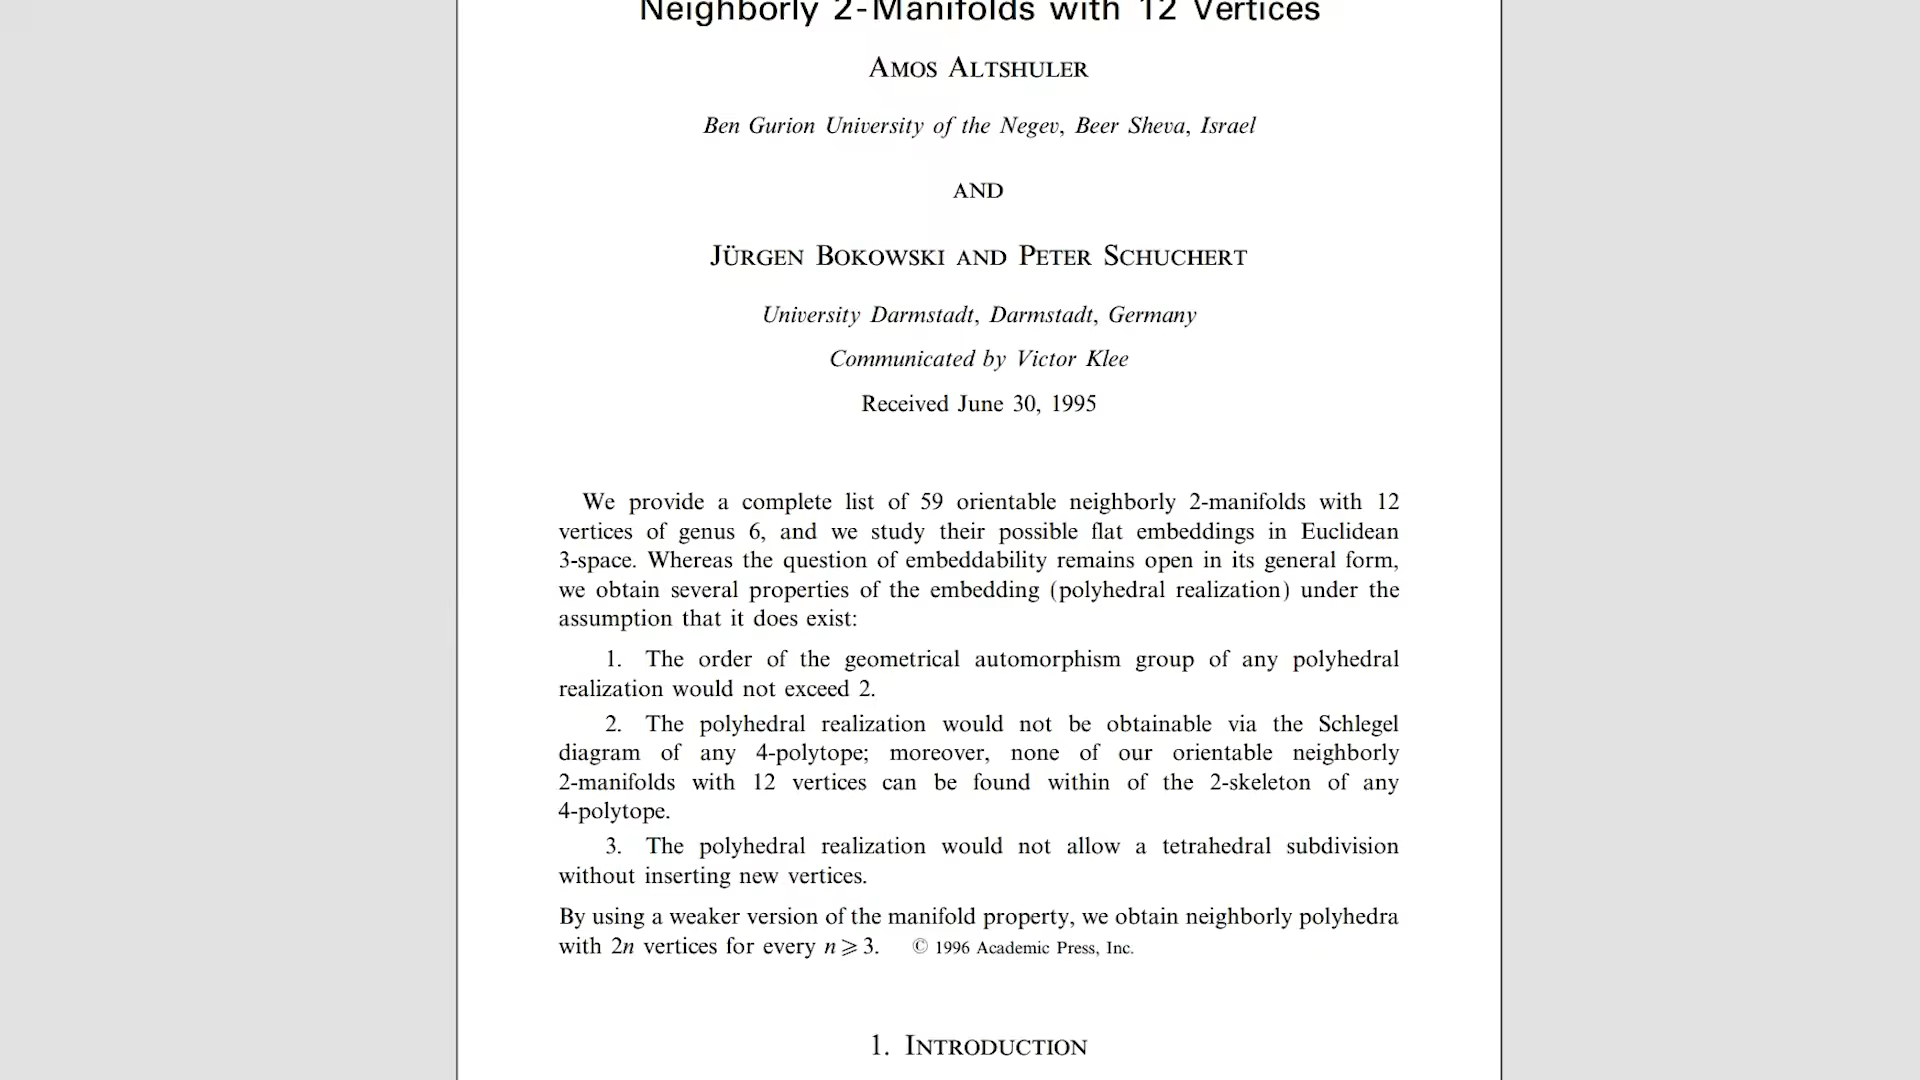 Neighborly 2-Manifolds with 12 Vertices
AMOS ALTSHULER
Ben Gurion University of the Negev, Beer Sheva, Israel
AND
JÜRGEN BOKOWSKI AND PETER SCHUCHERT
University Darmstadt, Darmstadt, Germany
Communicated by Victor Klee
Received June 30, 1995
We provide a complete list of 59 orientable neighborly 2-manifolds with 12
vertices of genus 6, and we study their possible flat embeddings in Euclidean
3-space. Whereas the question of embeddability remains open in its general form,
we obtain several properties of the embedding (polyhedral realization) under the
assumption that it does exist:
1. The order of the geometrical automorphism group of any polyhedral
realization would not exceed 2.
2. The polyhedral realization would not be obtainable via the Schlegel
diagram of any 4-polytope; moreover, none of our orientable neighborly
2-manifolds with 12 vertices can be found within of the 2-skeleton of any
4-polytope.
3. The polyhedral realization would not allow a tetrahedral subdivision
without inserting new vertices.
By using a weaker version of the manifold property, we obtain neighborly polyhedra
with 2n vertices for every n⩾3. © 1996 Academic Press, Inc.
1. INTRODUCTION